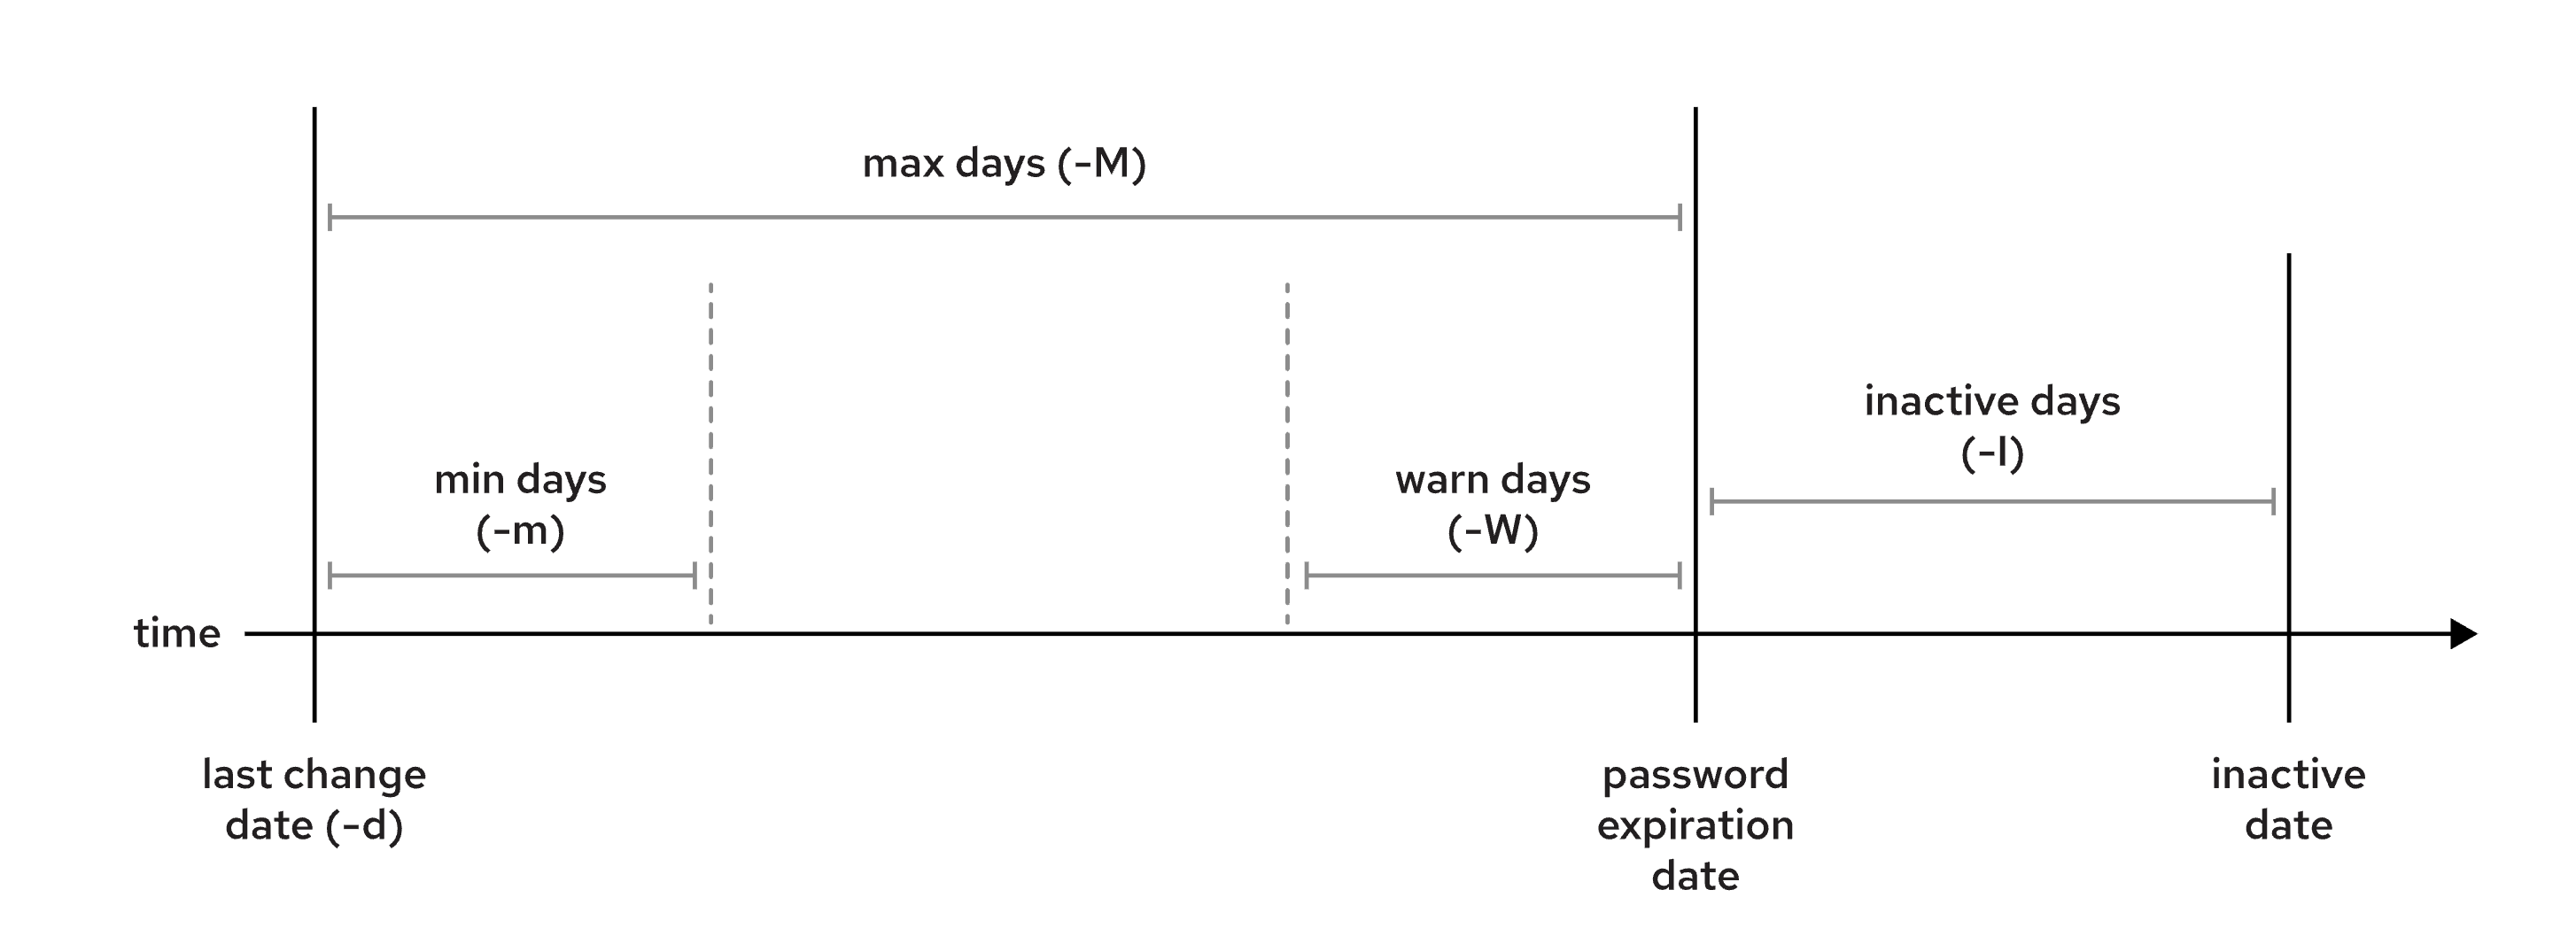 max days (-M)
min days
(-m)
warn days
(-W)
inactive days
(-I)
time
last change
date (-d)
password
expiration
date
inactive
date